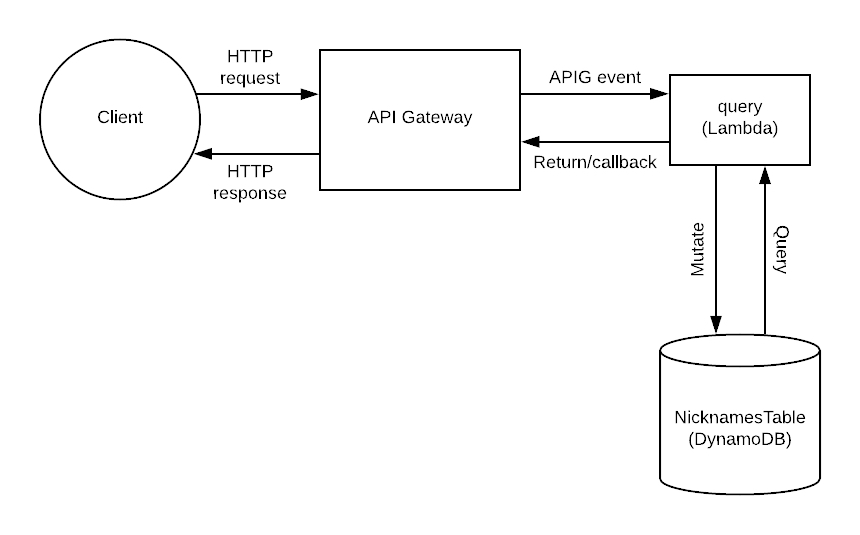 HTTP
request
Client
API Gateway
HTTP
response
APIG event
query
(Lambda)
Return/callback
Mutate
Query
NicknamesTable
(DynamoDB)